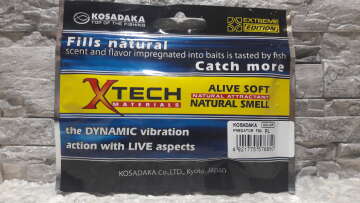 KOSADAKA
TOP OF THE FISHING
EXTREME
EDITION
Fills natural
scent and flavor impregnated into baits is tasted by fish
Catch more
XTECH
MATERIALS
ALIVE SOFT
NATURAL ATTRACTANT
NATURAL SMELL
the DYNAMIC vibration
action with LIVE aspects
KOSADAKA
KOSADAKA Co.,LTD., Kyoto, Japan